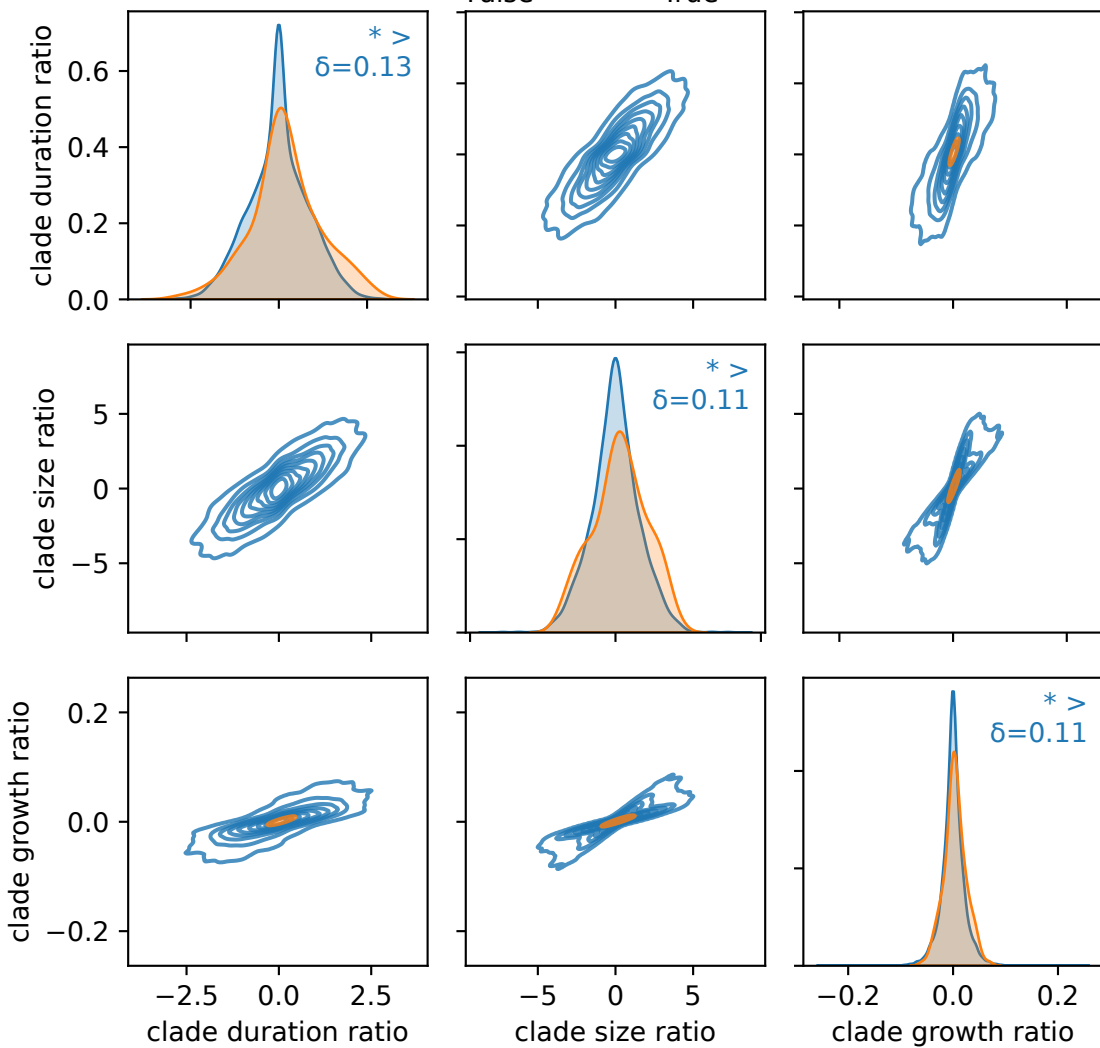 clade duration ratio
0.6
0.4
0.2
0.0
* >
δ=0.13
clade size ratio
5
0
−5
* >
δ=0.11
clade growth ratio
0.2
0.0
−0.2
* >
δ=0.11
−2.5 0.0 2.5
−5 0 5
−0.2 0.0 0.2
clade duration ratio
clade size ratio
clade growth ratio